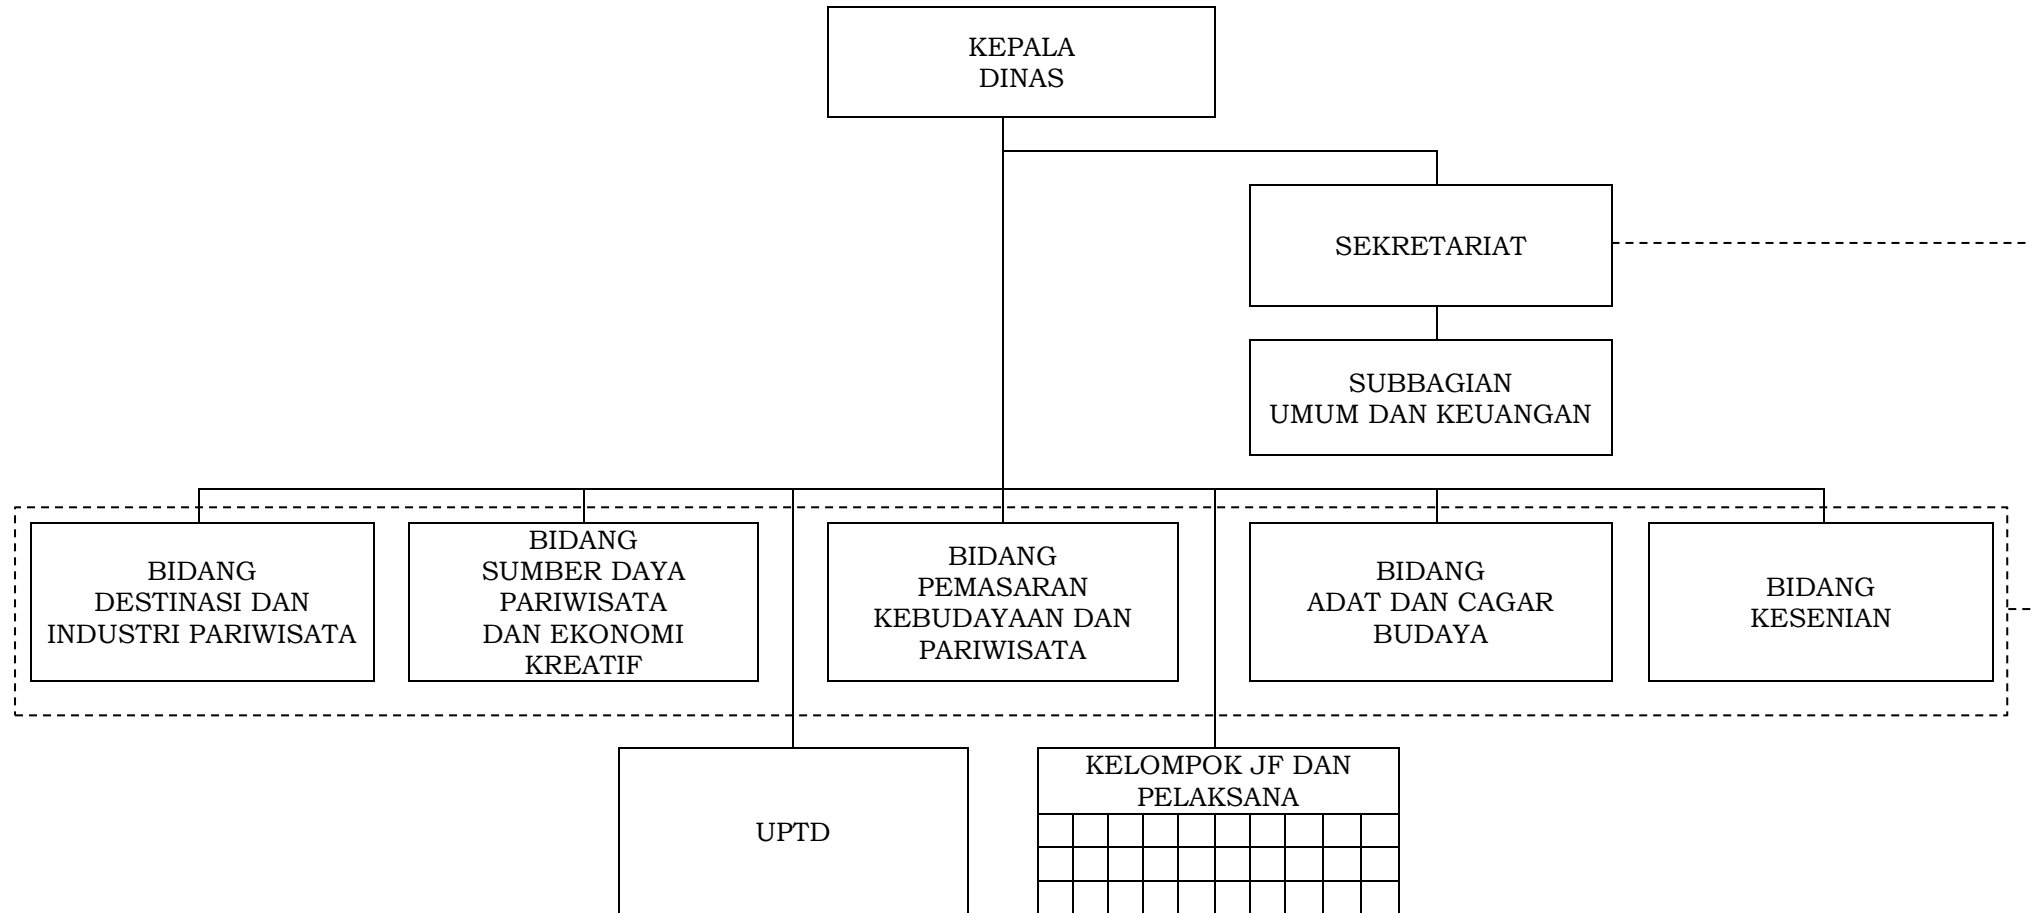 KEPALA
DINAS
SEKRETARIAT
SUBBAGIAN
UMUM DAN KEUANGAN
BIDANG
DESTINASI DAN
INDUSTRI PARIWISATA
BIDANG
SUMBER DAYA
PARIWISATA
DAN EKONOMI
KREATIF
BIDANG
PEMASARAN
KEBUDAYAAN DAN
PARIWISATA
BIDANG
ADAT DAN CAGAR
BUDAYA
BIDANG
KESENIAN
UPTD
KELOMPOK JF DAN
PELAKSANA